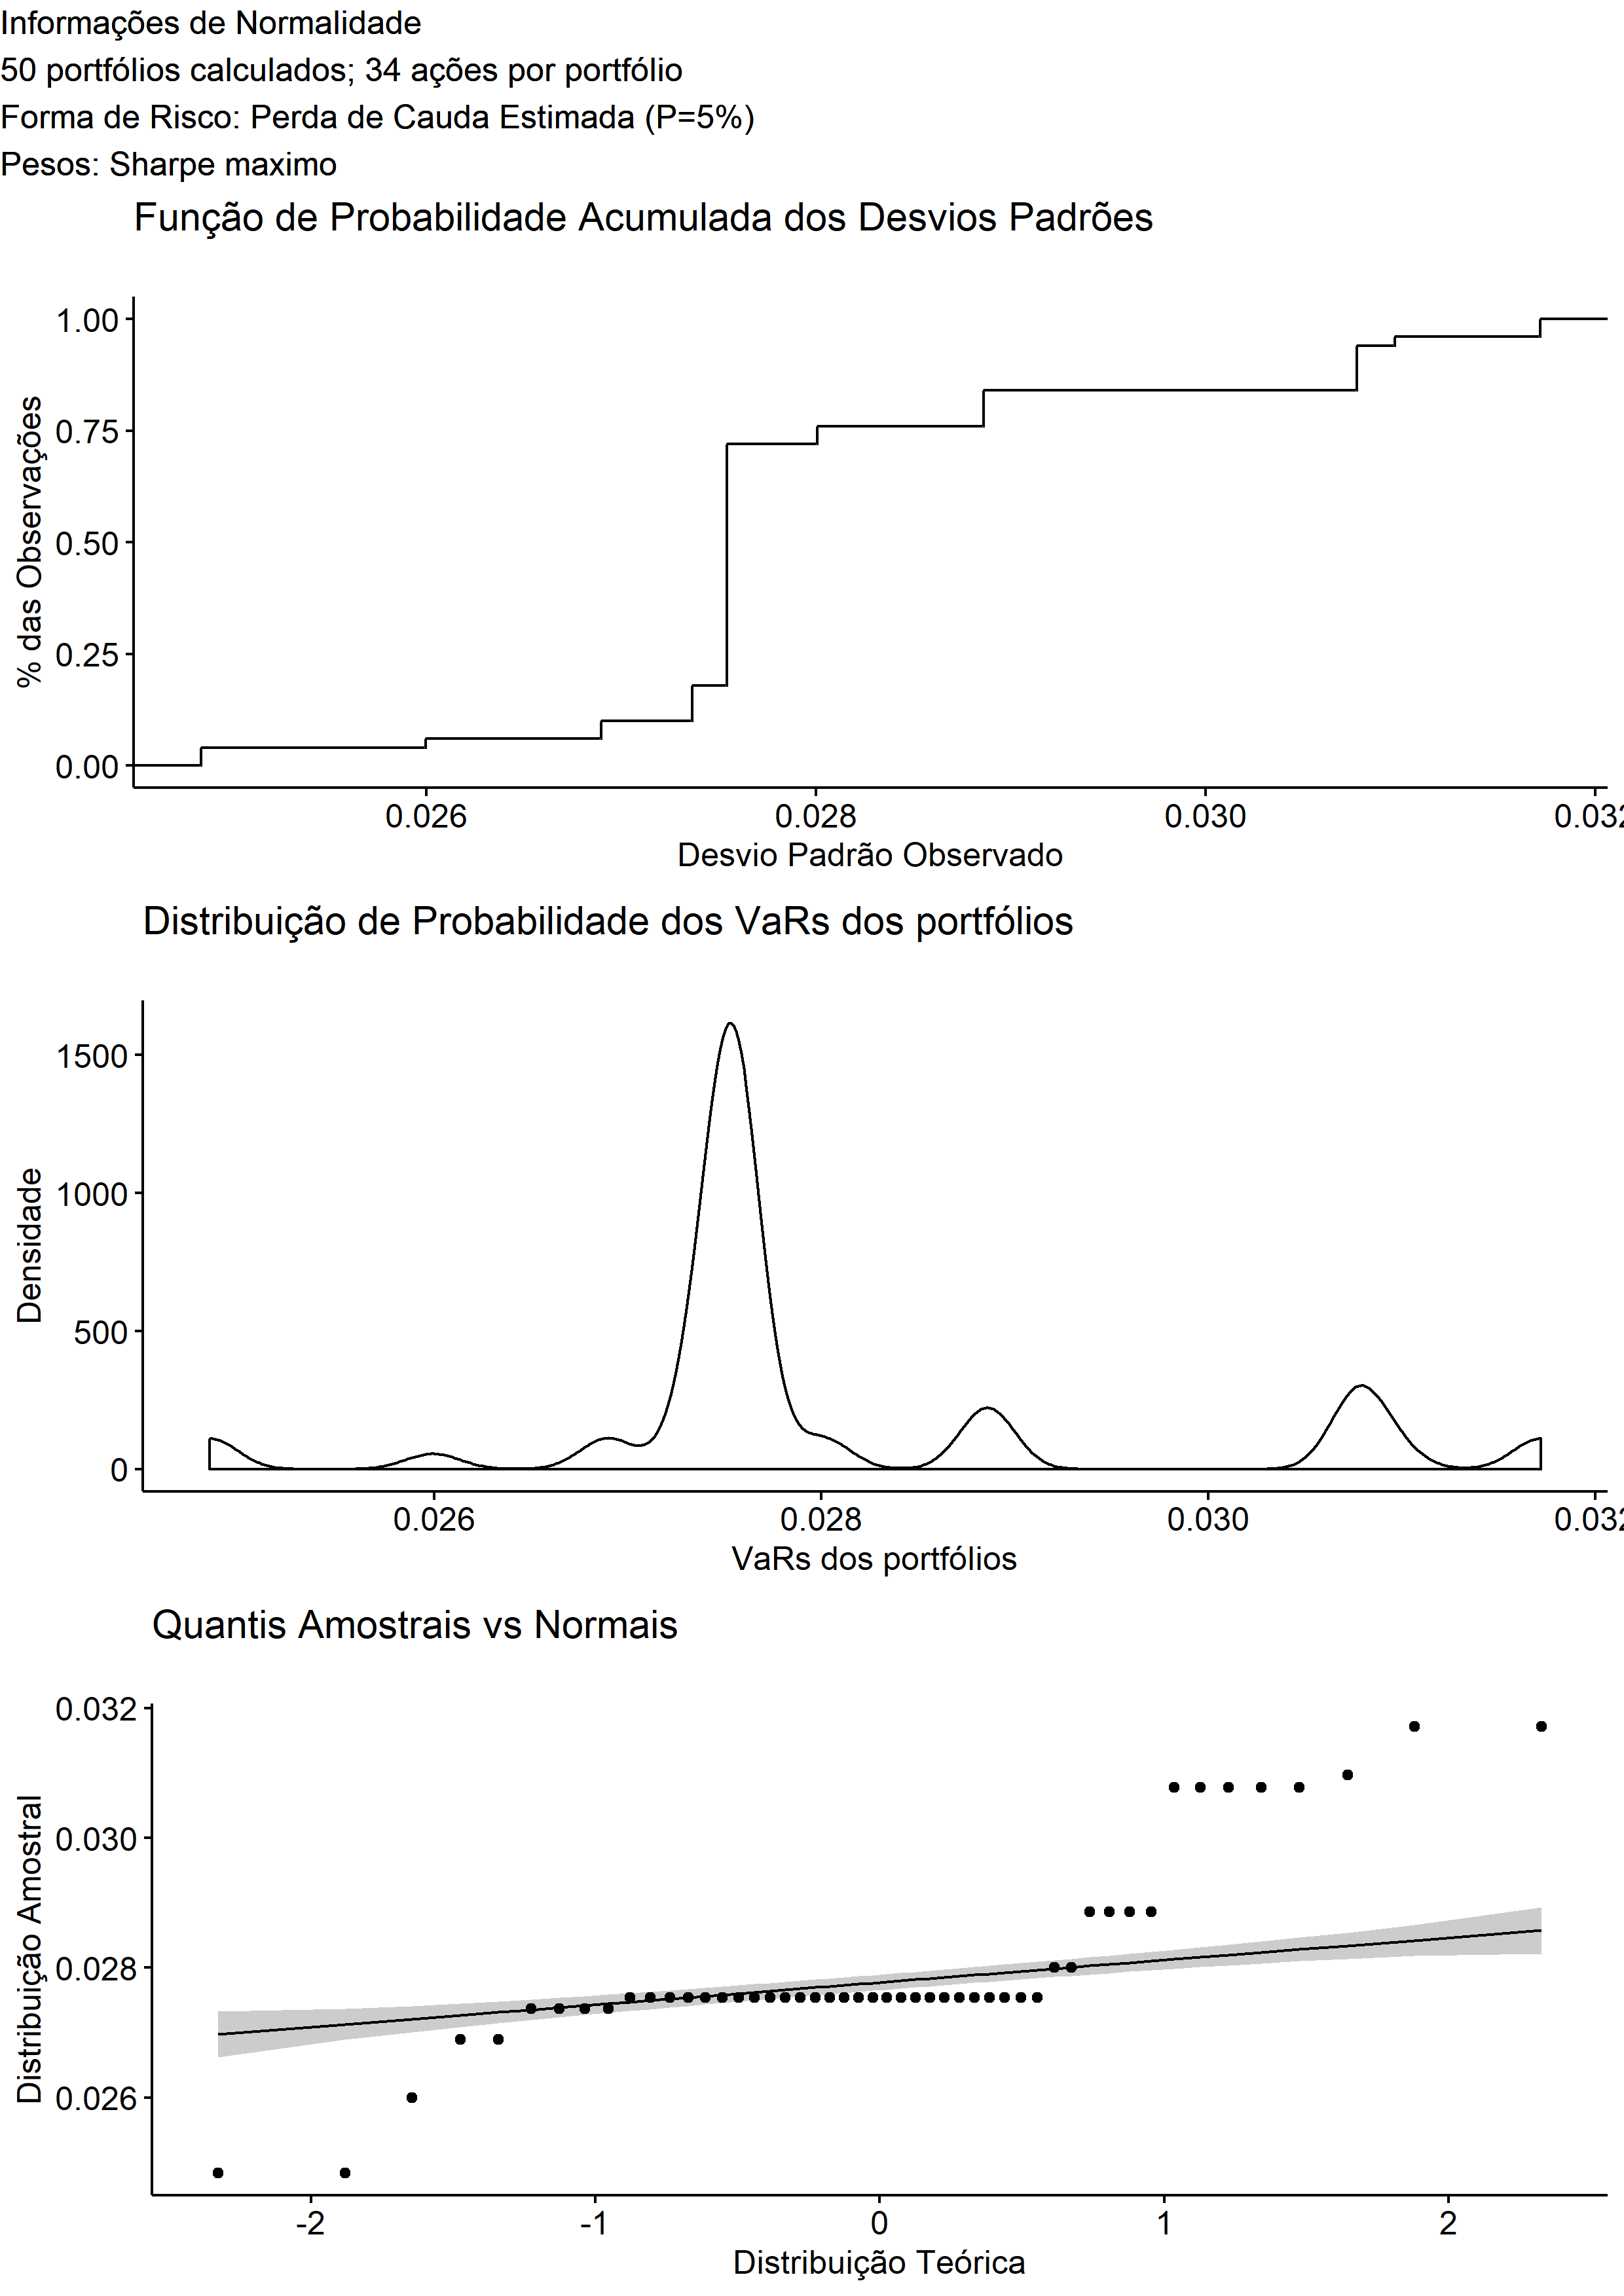 Informações de Normalidade
50 portfólios calculados; 34 ações por portfólio
Forma de Risco: Perda de Cauda Estimada (P=5%)
Pesos: Sharpe maximo
Função de Probabilidade Acumulada dos Desvios Padrões
% das Observações
1.00
0.75
0.50
0.25
0.00
0.026 0.028 0.030 0.032
Desvio Padrão Observado
Distribuição de Probabilidade dos VaRs dos portfólios
Densidade
1500
1000
500
0
0.026 0.028 0.030 0.032
VaRs dos portfólios
Quantis Amostrais vs Normais
Distribuição Amostral
0.032
0.030
0.028
0.026
-2 -1 0 1 2
Distribuição Teórica